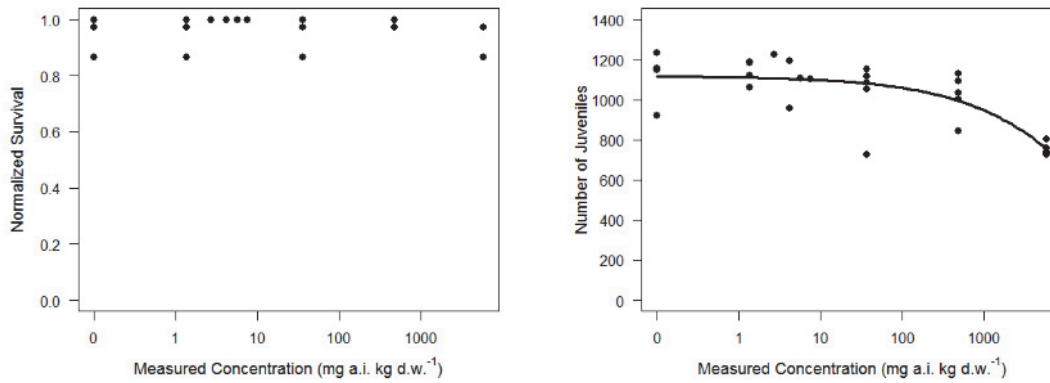 Normalized Survival
1.0
0.8
0.6
0.4
0.2
0.0
0 1 10 100 1000
Measured Concentration (mg a.i. kg d.w.⁻¹)
Number of Juveniles
1400
1200
1000
800
600
400
200
0
0 1 10 100 1000
Measured Concentration (mg a.i. kg d.w.⁻¹)